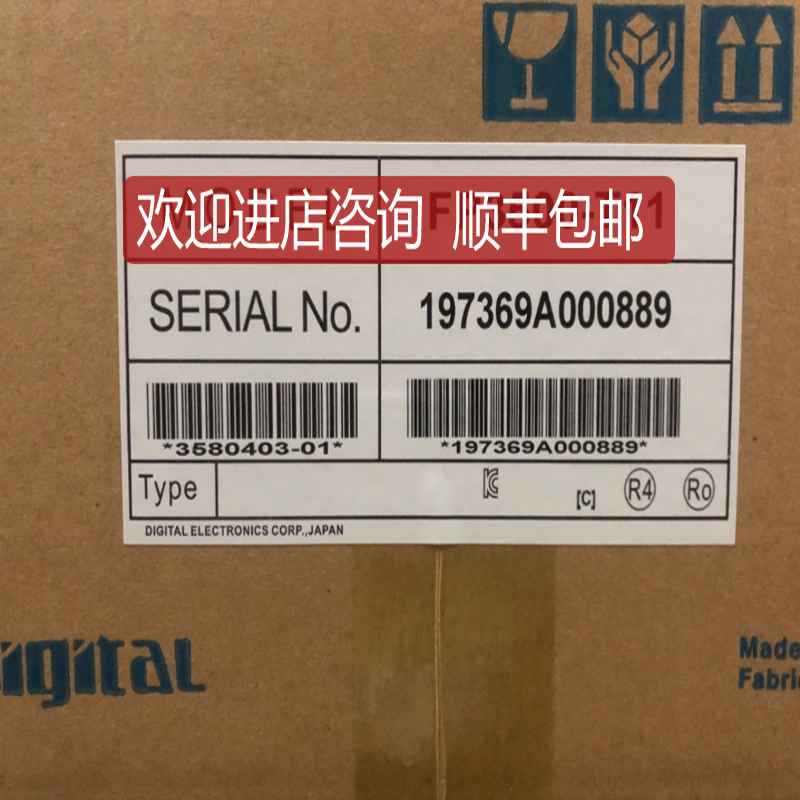 欢迎进店咨询 顺丰包邮
SERIAL No. 197369A000889
*3580403-01* *197369A000889*
Type [C] R4 Ro
DIGITAL ELECTRONICS CORP.,JAPAN
Digital
Made